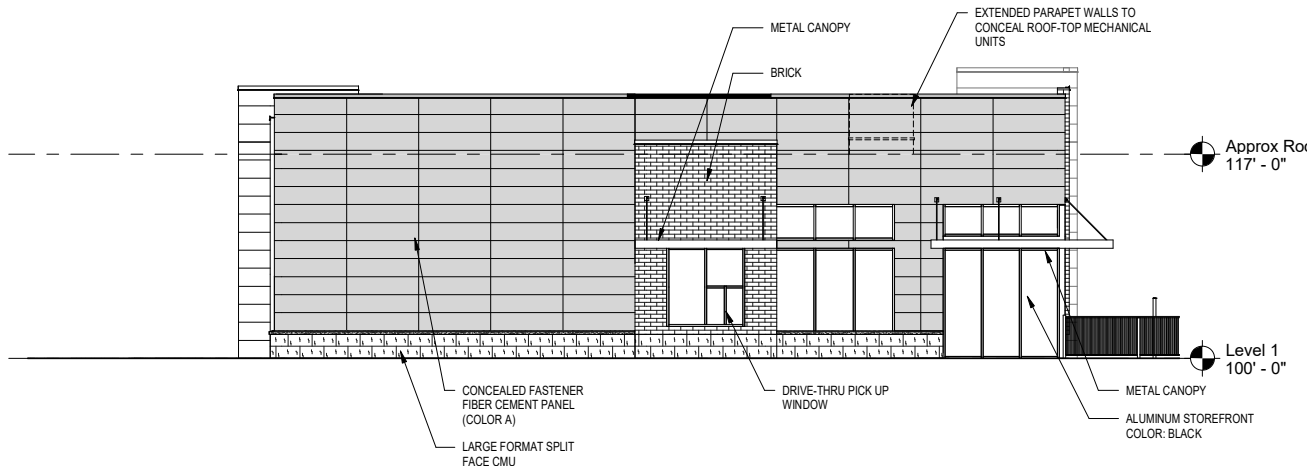 METAL CANOPY
EXTENDED PARAPET WALLS TO
CONCEAL ROOF-TOP MECHANICAL
UNITS
BRICK
Approx Roo
117' - 0"
Level 1
100' - 0"
CONCEALED FASTENER
FIBER CEMENT PANEL
(COLOR A)
DRIVE-THRU PICK UP
WINDOW
METAL CANOPY
ALUMINUM STOREFRONT
COLOR: BLACK
LARGE FORMAT SPLIT
FACE CMU